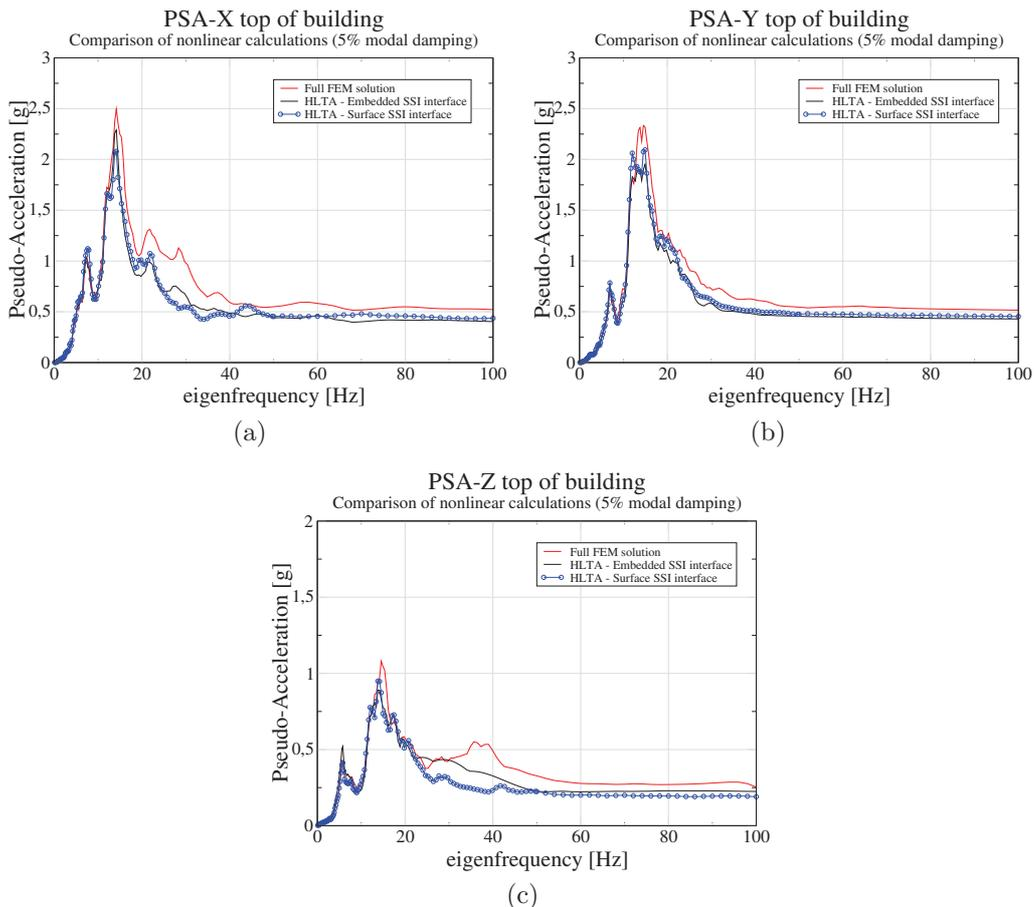 PSA-X top of building
Comparison of nonlinear calculations (5% modal damping)
3
2,5
2
1,5
1
0,5
0
Pseudo-Acceleration [g]
Full FEM solution
HLTA - Embedded SSI interface
HLTA - Surface SSI interface
0 20 40 60 80 100
eigenfrequency [Hz]
(a)
PSA-Y top of building
Comparison of nonlinear calculations (5% modal damping)
3
2,5
2
1,5
1
0,5
0
Pseudo-Acceleration [g]
Full FEM solution
HLTA - Embedded SSI interface
HLTA - Surface SSI interface
0 20 40 60 80 100
eigenfrequency [Hz]
(b)
PSA-Z top of building
Comparison of nonlinear calculations (5% modal damping)
2
1,5
1
0,5
0
Pseudo-Acceleration [g]
Full FEM solution
HLTA - Embedded SSI interface
HLTA - Surface SSI interface
0 20 40 60 80 100
eigenfrequency [Hz]
(c)